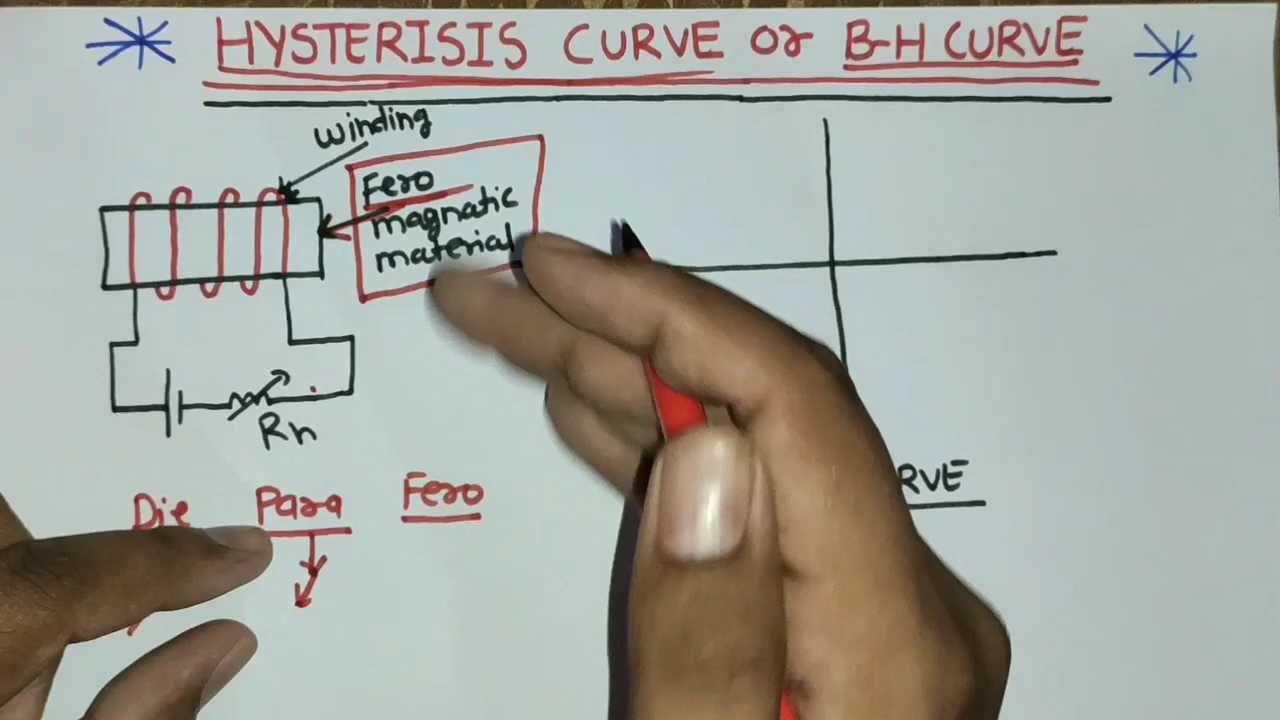 HYSTERISIS CURVE or B-H CURVE
winding
Fero
magnatic
material
Rh
Die Para Fero
RVE